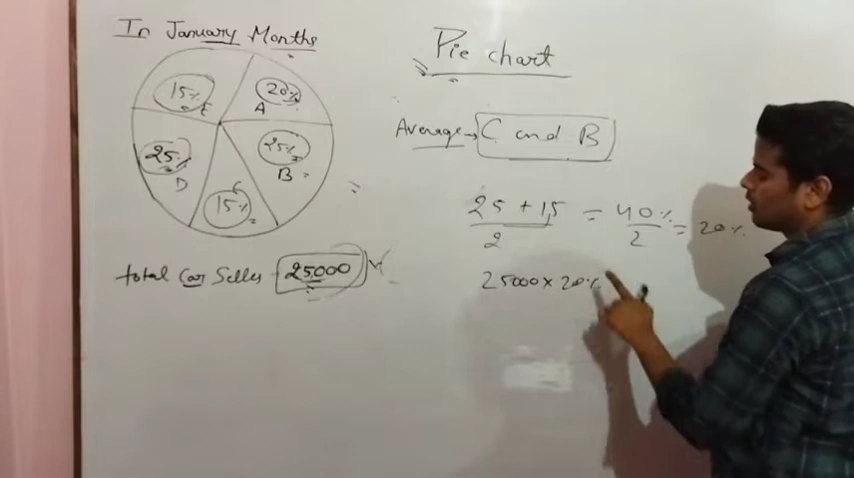 In January Months
Pie chart
15% E
20% A
Average → C and B
25% B
25% D
15% C
25 + 15 / 2 = 40% / 2 = 20%
total Car Seller - 25000
25000 × 20%